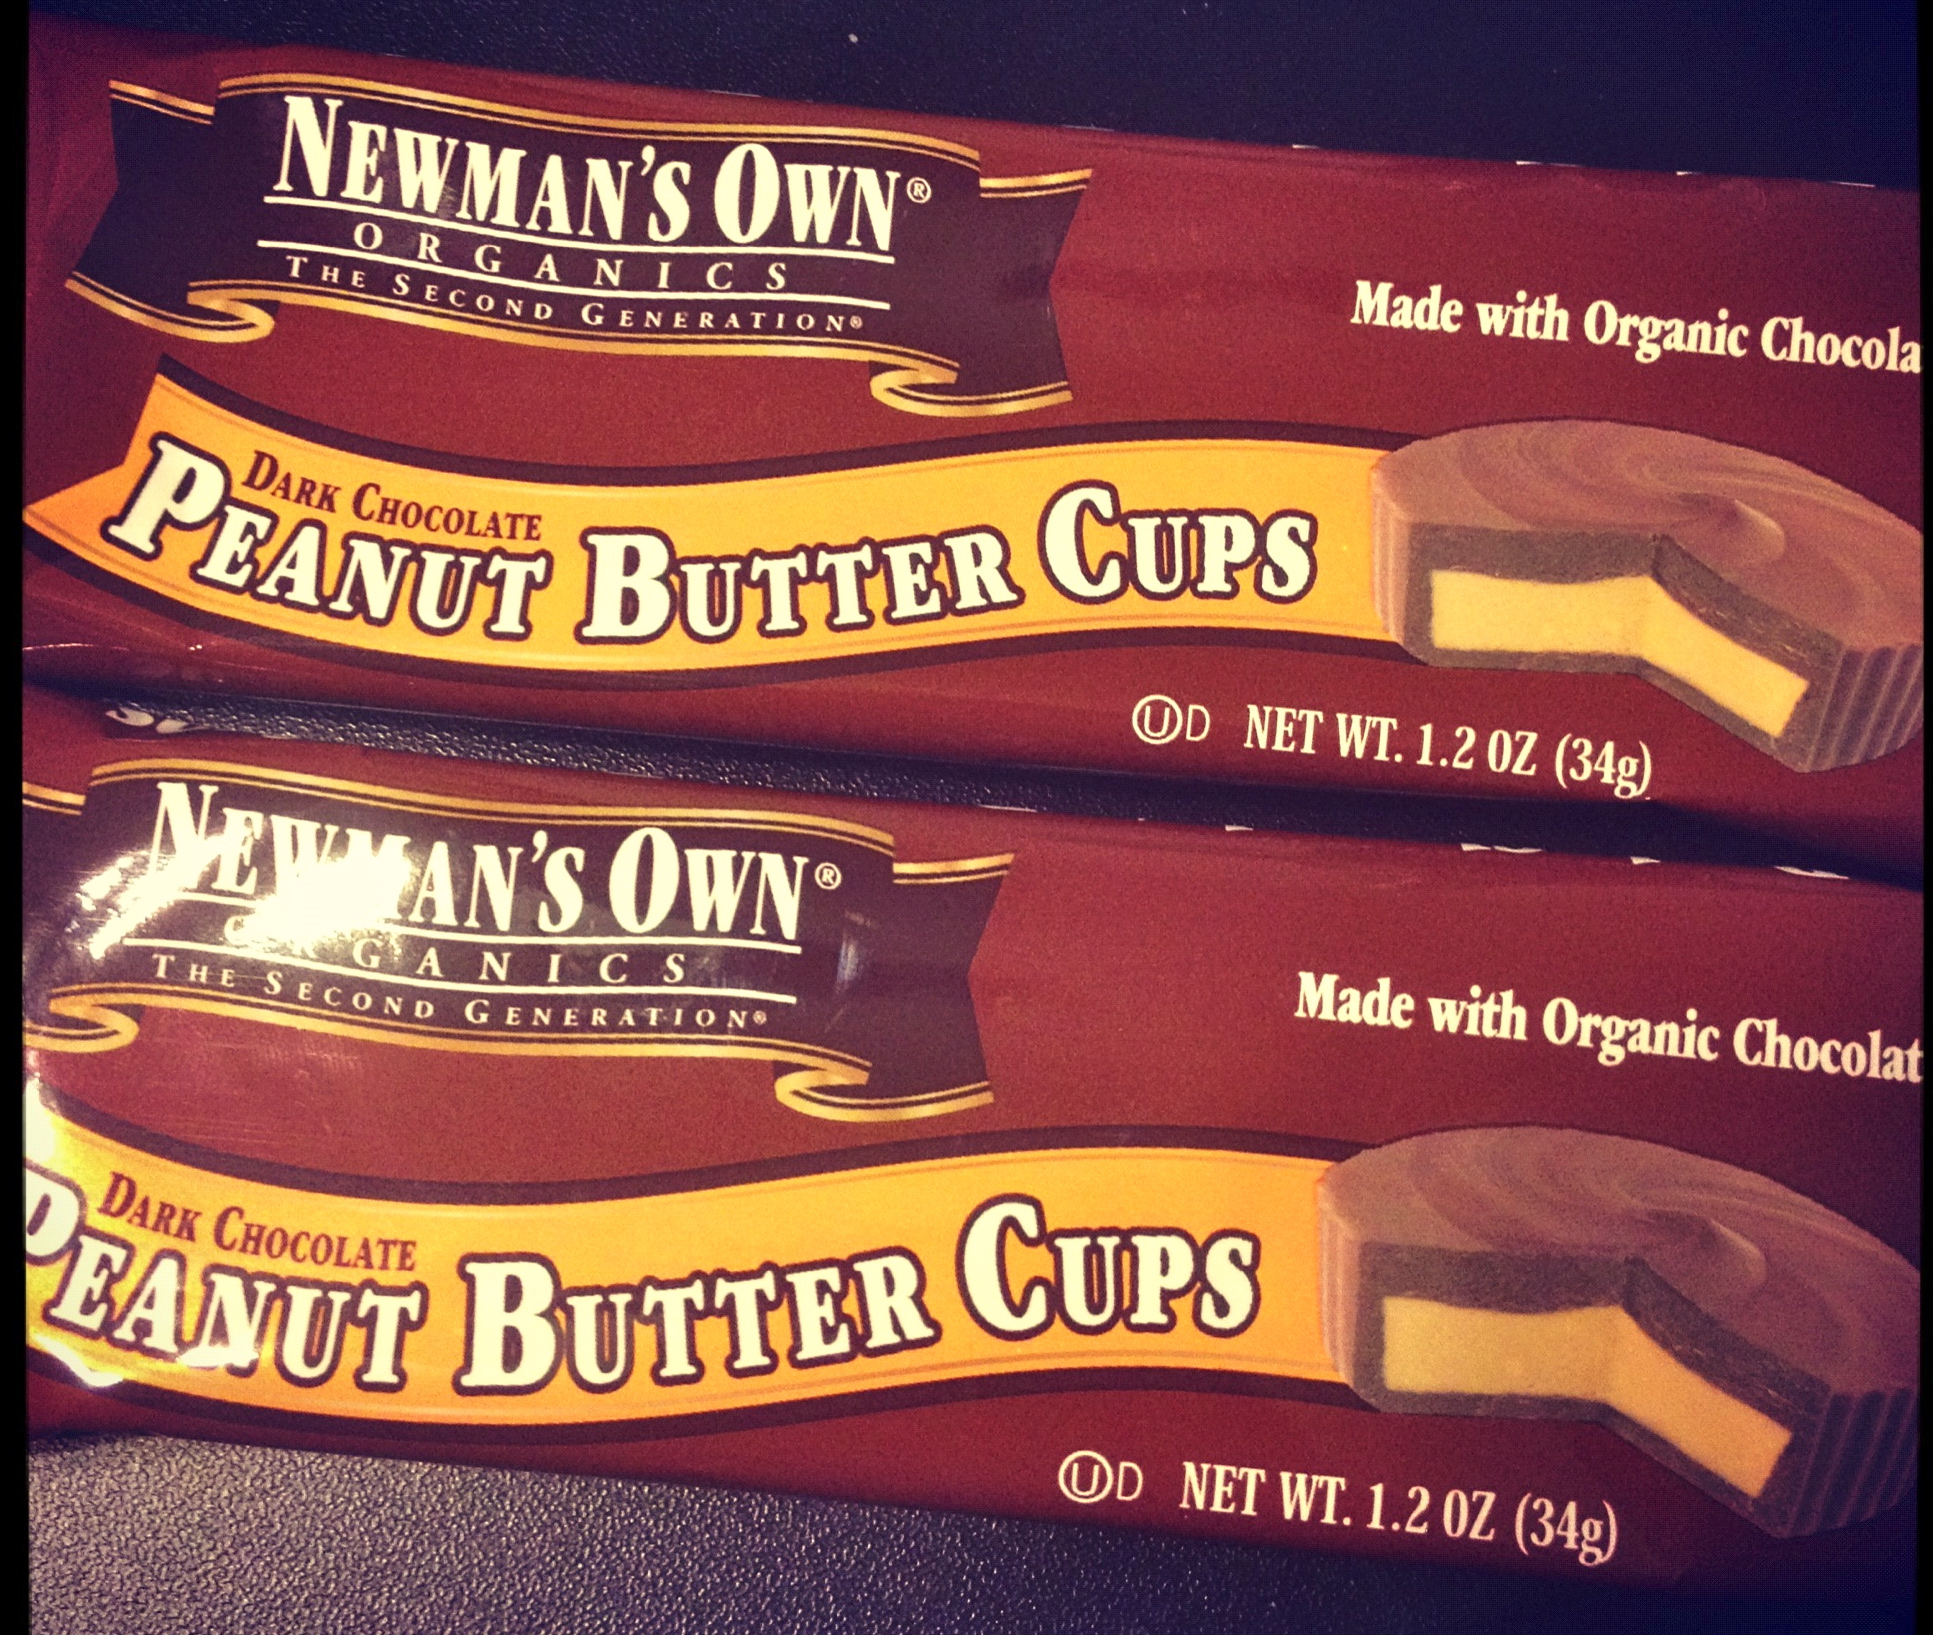 NEWMAN'S OWN®
ORGANICS
THE SECOND GENERATION®
Made with Organic Chocola
DARK CHOCOLATE
PEANUT BUTTER CUPS
UD NET WT. 1.2 OZ (34g)
NEWMAN'S OWN®
ORGANICS
THE SECOND GENERATION®
Made with Organic Chocolat
DARK CHOCOLATE
PEANUT BUTTER CUPS
UD NET WT. 1.2 OZ (34g)